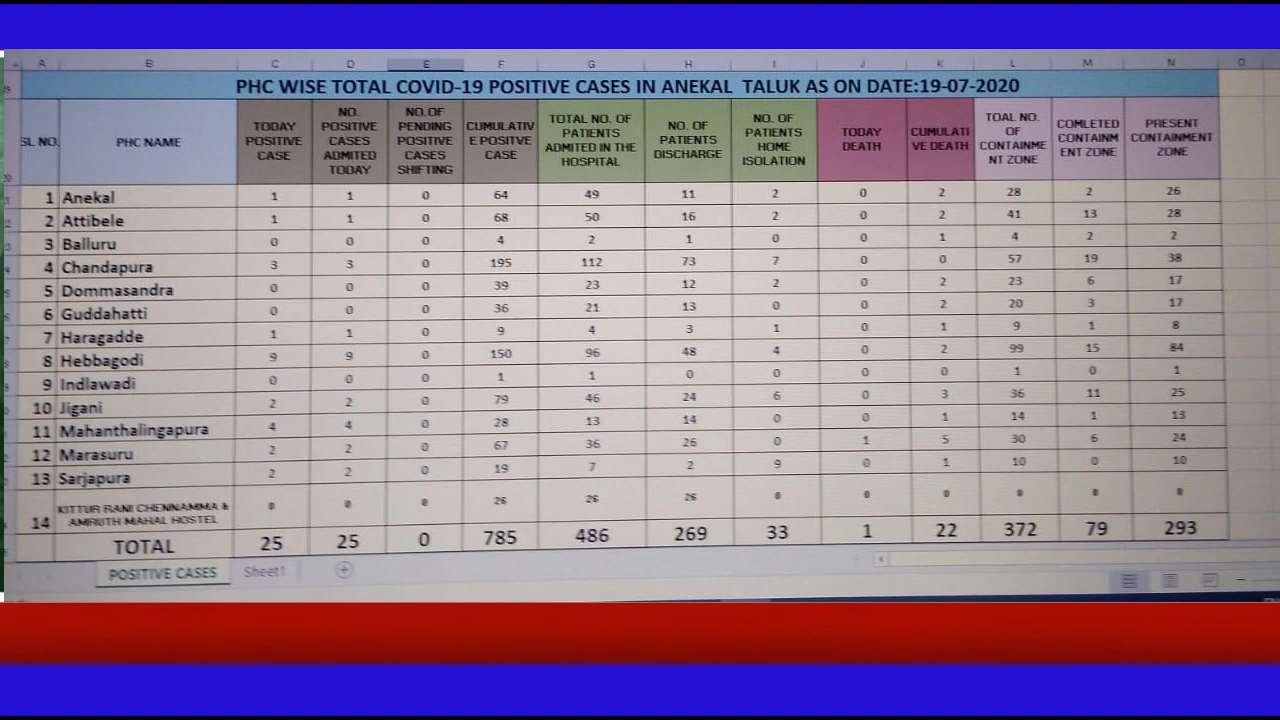 A B C D E F G H I J K L M N O
PHC WISE TOTAL COVID-19 POSITIVE CASES IN ANEKAL TALUK AS ON DATE:19-07-2020
SL NO. PHC NAME TODAY POSITIVE CASE NO. POSITIVE CASES ADMITED TODAY NO.OF PENDING POSITIVE CASES SHIFTING CUMULATIV E POSITVE CASE TOTAL NO. OF PATIENTS ADMITED IN THE HOSPITAL NO. OF PATIENTS DISCHARGE NO. OF PATIENTS HOME ISOLATION TODAY DEATH CUMULATI VE DEATH TOAL NO. OF CONTAINME NT ZONE COMLETED CONTAINM ENT ZONE PRESENT CONTAINMENT ZONE
1 Anekal 1 1 0 64 49 11 2 0 2 28 2 26
2 Attibele 1 1 0 68 50 16 2 0 2 41 13 28
3 Balluru 0 0 0 4 2 1 0 0 1 4 2 2
4 Chandapura 3 3 0 195 112 73 7 0 0 57 19 38
5 Dommasandra 0 0 0 39 23 12 2 0 2 23 6 17
6 Guddahatti 0 0 0 36 21 13 0 0 2 20 3 17
7 Haragadde 1 1 0 9 4 3 1 0 1 9 1 8
8 Hebbagodi 9 9 0 150 96 48 4 0 2 99 15 84
9 Indlawadi 0 0 0 1 1 0 0 0 0 1 0 1
10 Jigani 2 2 0 79 46 24 6 0 3 36 11 25
11 Mahanthalingapura 4 4 0 28 13 14 0 0 1 14 1 13
12 Marasuru 2 2 0 67 36 26 0 1 5 30 6 24
13 Sarjapura 2 2 0 19 7 2 9 0 1 10 0 10
14 KITTUR RANI CHENNAMMA & AMRUTH MAHAL HOSTEL 0 0 0 26 26 26 0 0 0 0 0 0
TOTAL 25 25 0 785 486 269 33 1 22 372 79 293
POSITIVE CASES Sheet1